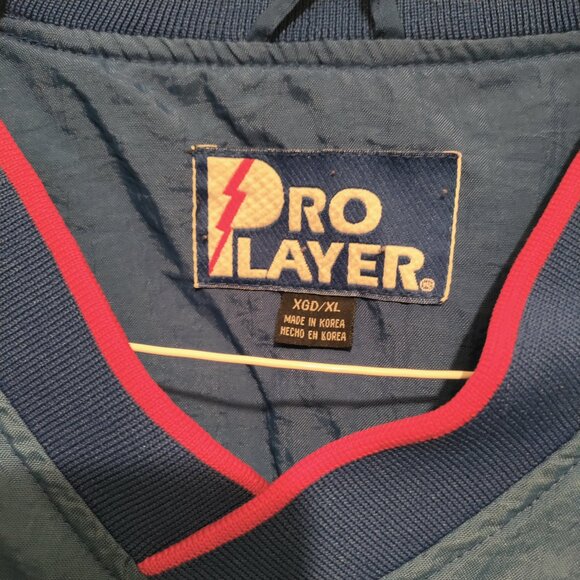 PRO
PLAYER®
XGD/XL
MADE IN KOREA
HECHO EN KOREA